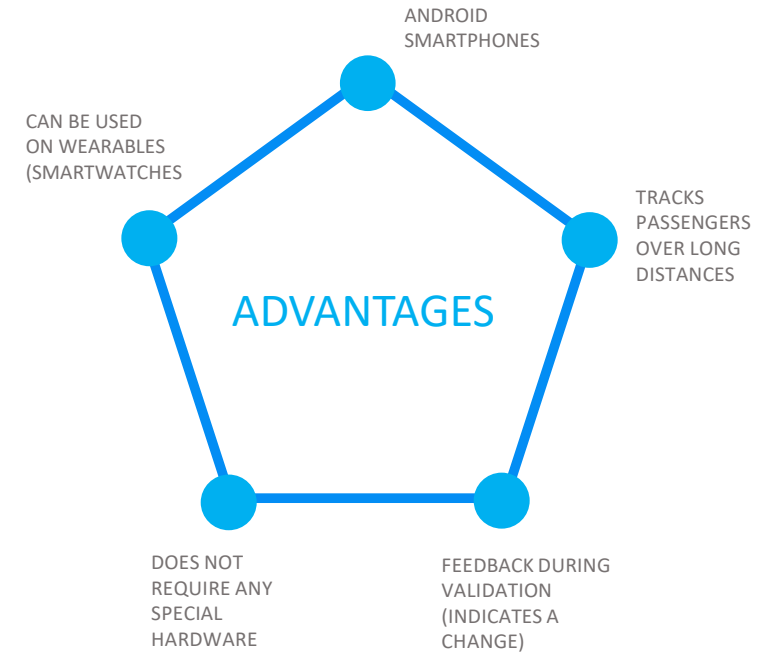 ANDROID
SMARTPHONES
CAN BE USED
ON WEARABLES
(SMARTWATCHES
TRACKS
PASSENGERS
OVER LONG
DISTANCES
ADVANTAGES
DOES NOT
REQUIRE ANY
SPECIAL
HARDWARE
FEEDBACK DURING
VALIDATION
(INDICATES A
CHANGE)